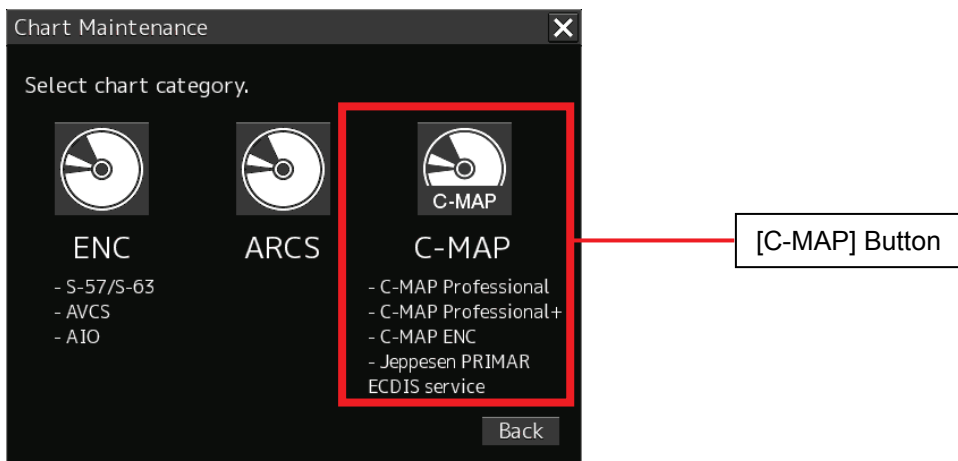 Chart Maintenance
Select chart category.
C-MAP
ENC
ARCS
C-MAP
- S-57/S-63
- AVCS
- AIO
- C-MAP Professional
- C-MAP Professional+
- C-MAP ENC
- Jeppesen PRIMAR
ECDIS service
Back
[C-MAP] Button